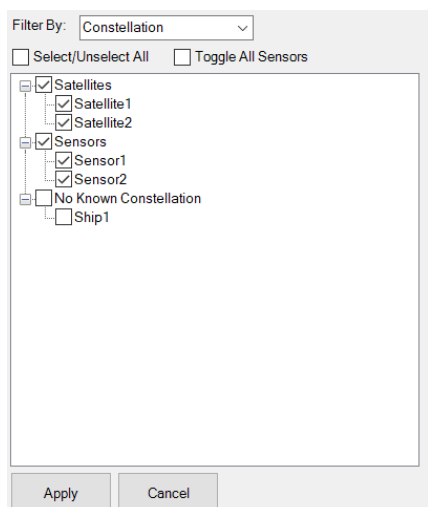 Filter By: Constellation
Select/Unselect All Toggle All Sensors
Satellites
Satellite1
Satellite2
Sensors
Sensor1
Sensor2
No Known Constellation
Ship1
Apply Cancel